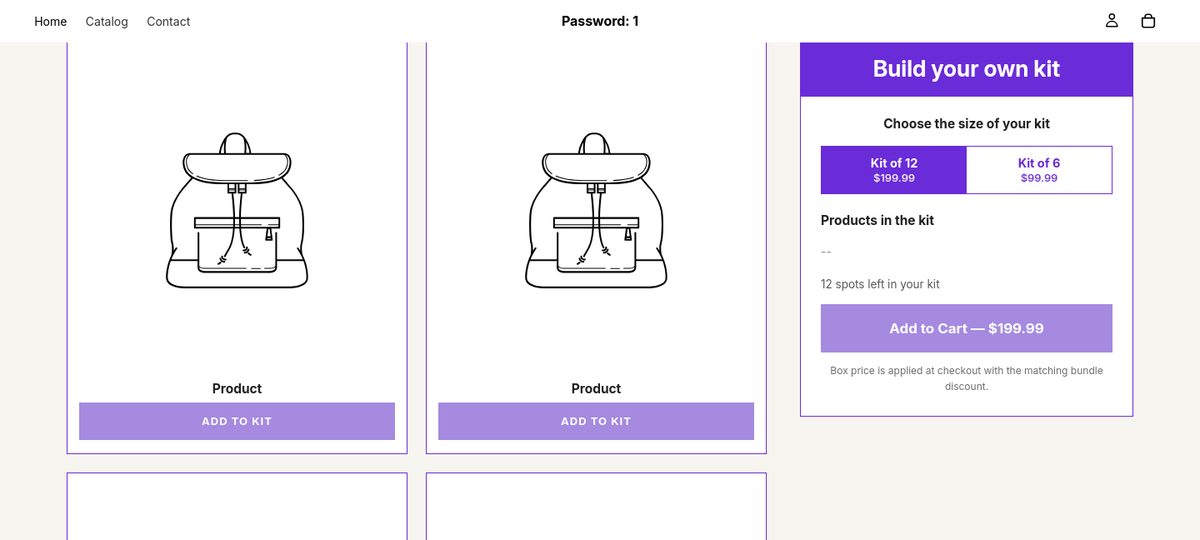 Home Catalog Contact
Password: 1
Build your own kit
Choose the size of your kit
Kit of 12
$199.99
Kit of 6
$99.99
Products in the kit
--
12 spots left in your kit
Add to Cart — $199.99
Box price is applied at checkout with the matching bundle
discount.
Product
ADD TO KIT
Product
ADD TO KIT